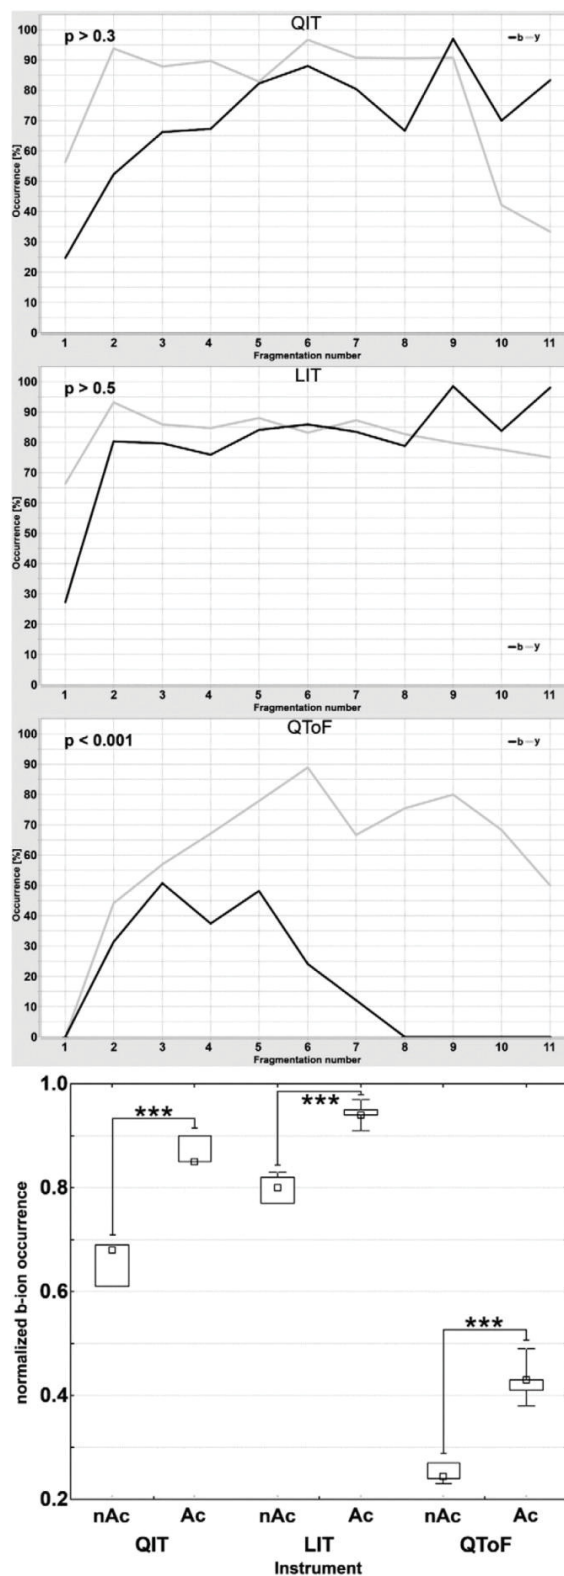 QIT
p > 0.3
b y
Occurrence [%]
100
90
80
70
60
50
40
30
20
10
0
1 2 3 4 5 6 7 8 9 10 11
Fragmentation number
LIT
p > 0.5
Occurrence [%]
100
90
80
70
60
50
40
30
20
10
0
b y
1 2 3 4 5 6 7 8 9 10 11
Fragmentation number
QToF
p < 0.001
b y
Occurrence [%]
100
90
80
70
60
50
40
30
20
10
0
1 2 3 4 5 6 7 8 9 10 11
Fragmentation number
normalized b-ion occurrence
1.0
0.8
0.6
0.4
0.2
***
***
***
nAc Ac nAc Ac nAc Ac
QIT LIT QToF
Instrument